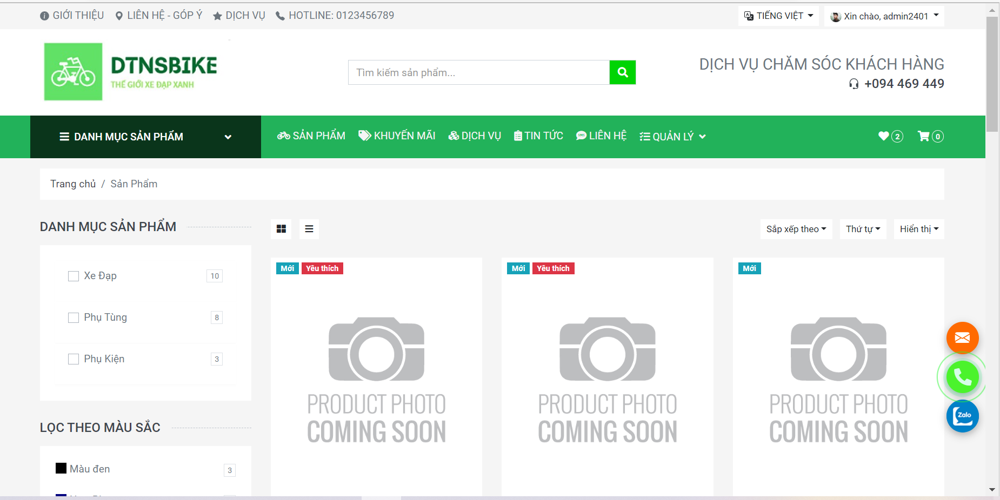 GIỚI THIỆU LIÊN HỆ - GÓP Ý DỊCH VỤ HOTLINE: 0123456789 TIẾNG VIỆT Xin chào, admin2401
DTNSBIKE
THẾ GIỚI XE ĐẠP XANH
Tìm kiếm sản phẩm...
DỊCH VỤ CHĂM SÓC KHÁCH HÀNG
+094 469 449
DANH MỤC SẢN PHẨM SẢN PHẨM KHUYẾN MÃI DỊCH VỤ TIN TỨC SMS LIÊN HỆ QUẢN LÝ 2 0
Trang chủ / Sản Phẩm
DANH MỤC SẢN PHẨM
Xe Đạp 10
Phụ Tùng 8
Phụ Kiện 3
LỌC THEO MÀU SẮC
Màu đen 3
Sắp xếp theo Thứ tự Hiển thị
Mới Yêu thích
PRODUCT PHOTO
COMING SOON
Mới Yêu thích
PRODUCT PHOTO
COMING SOON
Mới
PRODUCT PHOTO
COMING SOON
Zalo